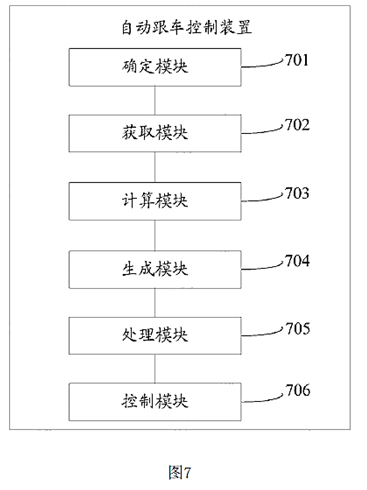 自动跟车控制装置
确定模块 701
获取模块 702
计算模块 703
生成模块 704
处理模块 705
控制模块 706
图7